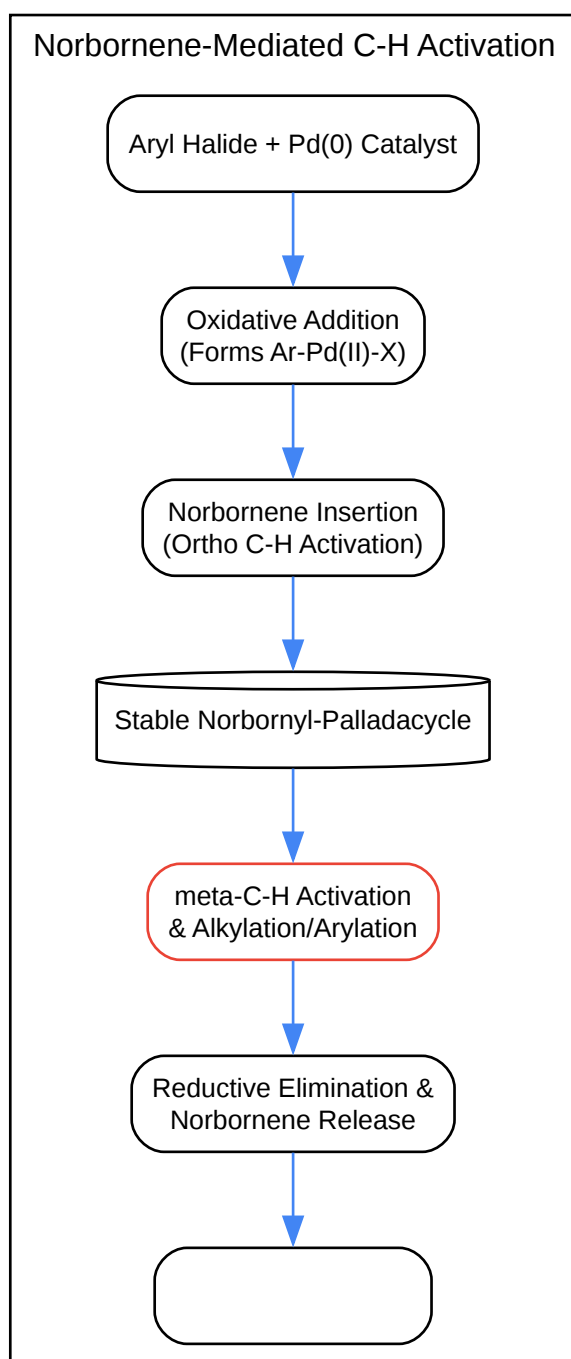 Norbornene-Mediated C-H Activation
Aryl Halide + Pd(0) Catalyst
Oxidative Addition
(Forms Ar-Pd(II)-X)
Norbornene Insertion
(Ortho C-H Activation)
Stable Norbornyl-Palladacycle
meta-C-H Activation
& Alkylation/Arylation
Reductive Elimination &
Norbornene Release